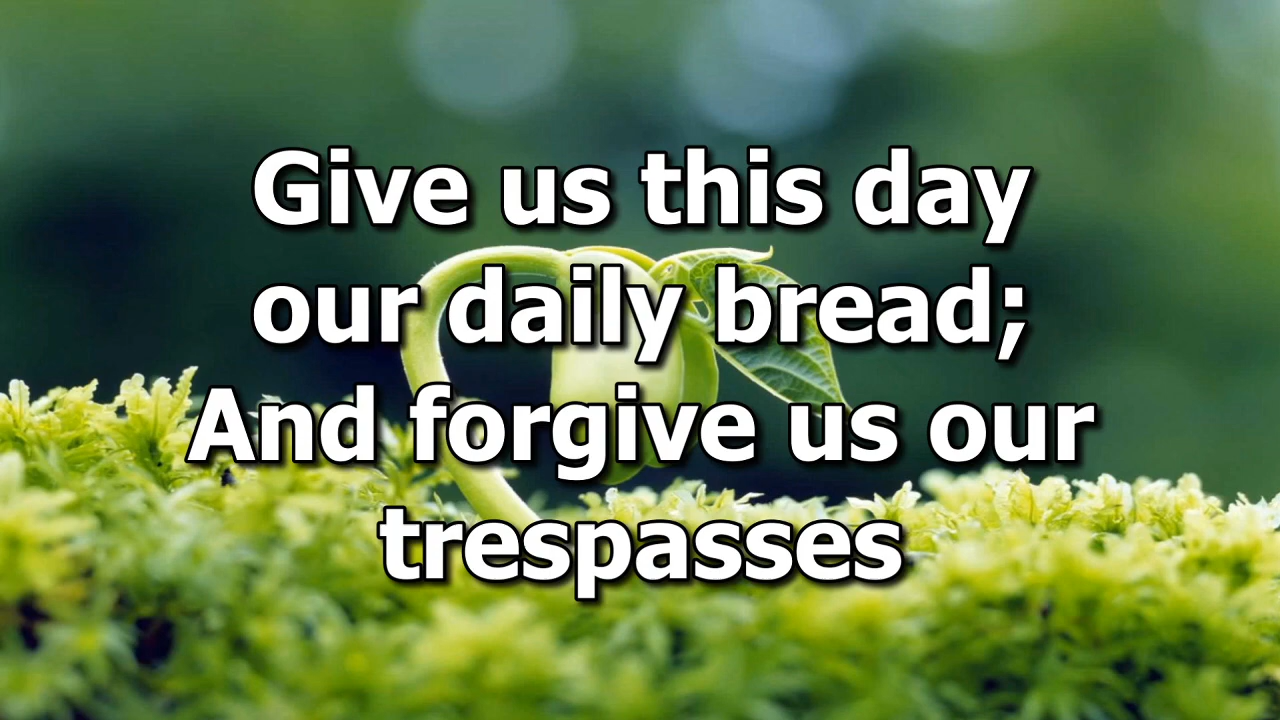 Give us this day
our daily bread;
And forgive us our
trespasses